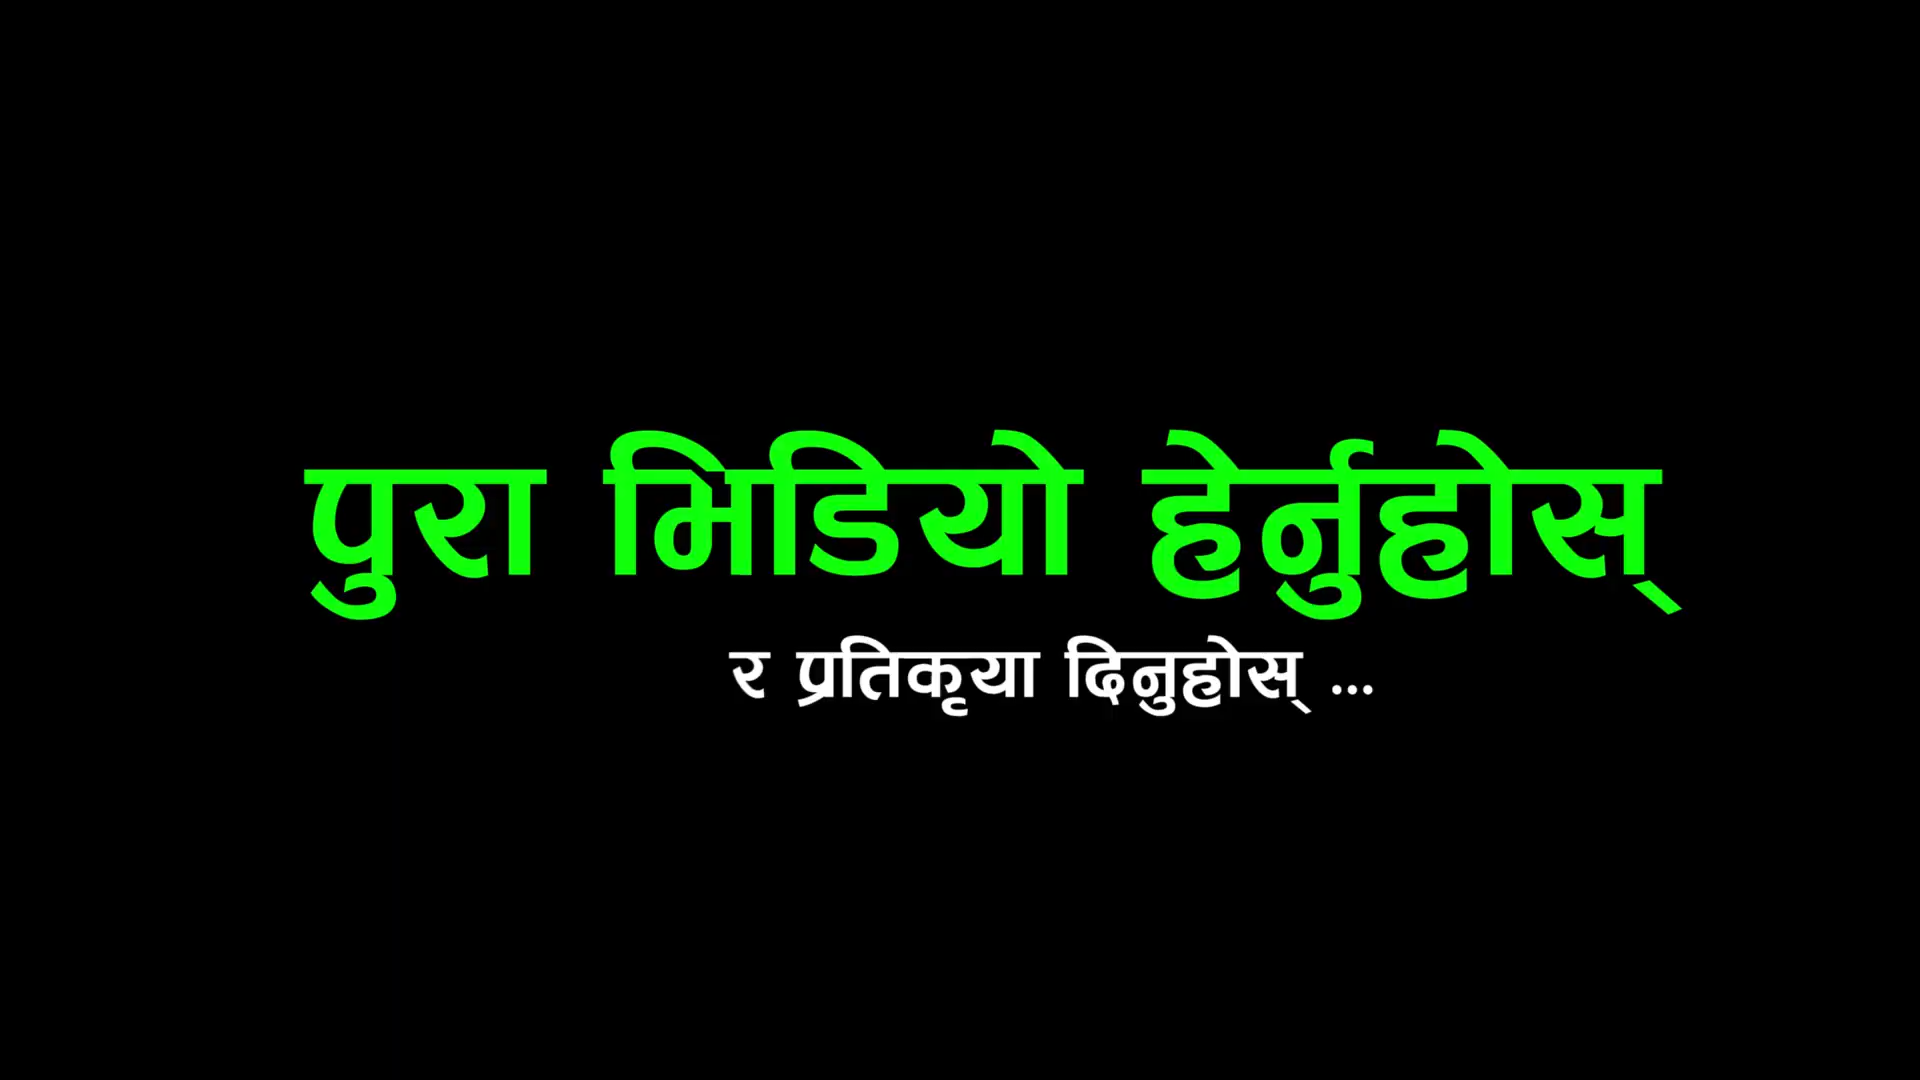 पुरा भिडियो हेर्नुहोस्
र प्रतिकृया दिनुहोस् ...